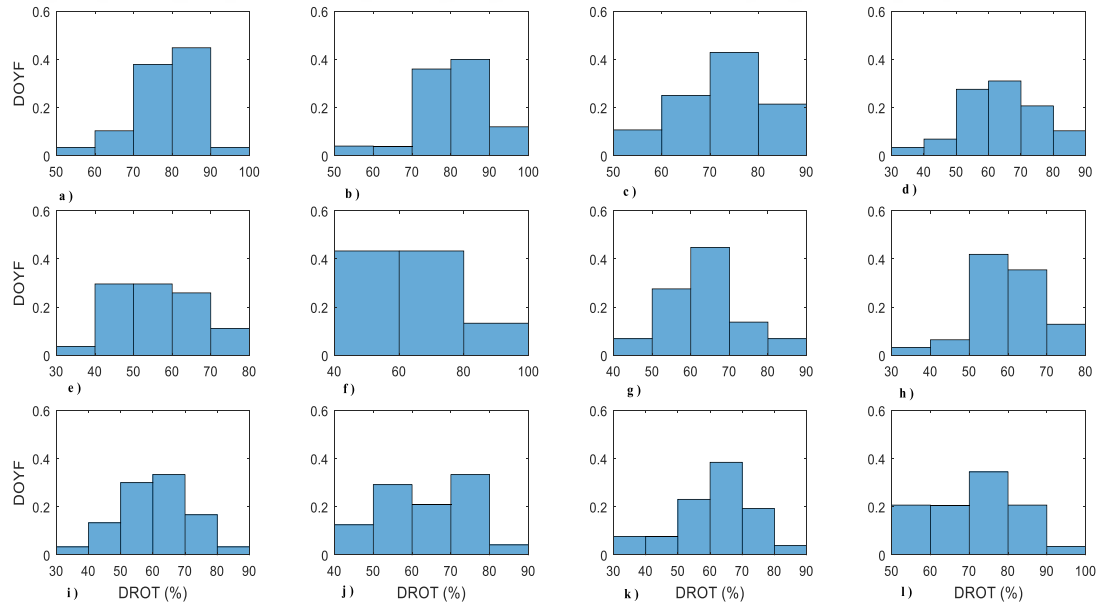 0.6 0.6 0.6 0.6
DOYF 0.4 0.4 0.4 0.4
0.2 0.2 0.2 0.2
0 0 0 0
50 60 70 80 90 100 50 60 70 80 90 100 50 60 70 80 90 30 40 50 60 70 80 90
a ) b ) c ) d )
0.6 0.6 0.6 0.6
DOYF 0.4 0.4 0.4 0.4
0.2 0.2 0.2 0.2
0 0 0 0
30 40 50 60 70 80 40 60 80 100 40 50 60 70 80 90 30 40 50 60 70 80
e ) f ) g ) h )
0.6 0.6 0.6 0.6
DOYF 0.4 0.4 0.4 0.4
0.2 0.2 0.2 0.2
0 0 0 0
30 40 50 60 70 80 90 40 50 60 70 80 90 30 40 50 60 70 80 90 50 60 70 80 90 100
i ) DROT (%) j ) DROT (%) k ) DROT (%) l ) DROT (%)